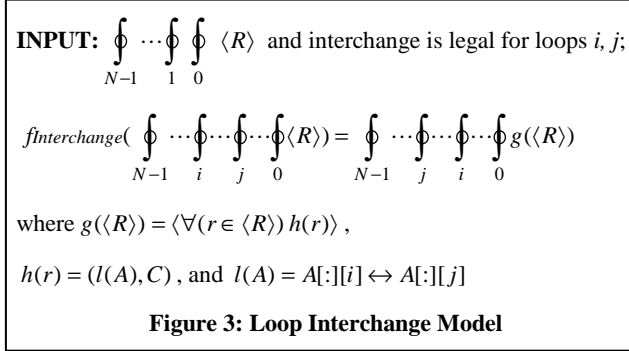 INPUT: ∮ ⋯ ∮ ∮ ⟨R⟩ and interchange is legal for loops i, j;
N−1 1 0
fInterchange( ∮ ⋯ ∮ ⋯ ∮ ⋯ ∮ ⟨R⟩) = ∮ ⋯ ∮ ⋯ ∮ ⋯ ∮ g(⟨R⟩)
N−1 i j 0 N−1 j i 0
where g(⟨R⟩) = ⟨∀(r ∈ ⟨R⟩) h(r)⟩ ,
h(r) = (l(A), C) , and l(A) = A[:][i] ↔ A[:][j]
Figure 3: Loop Interchange Model